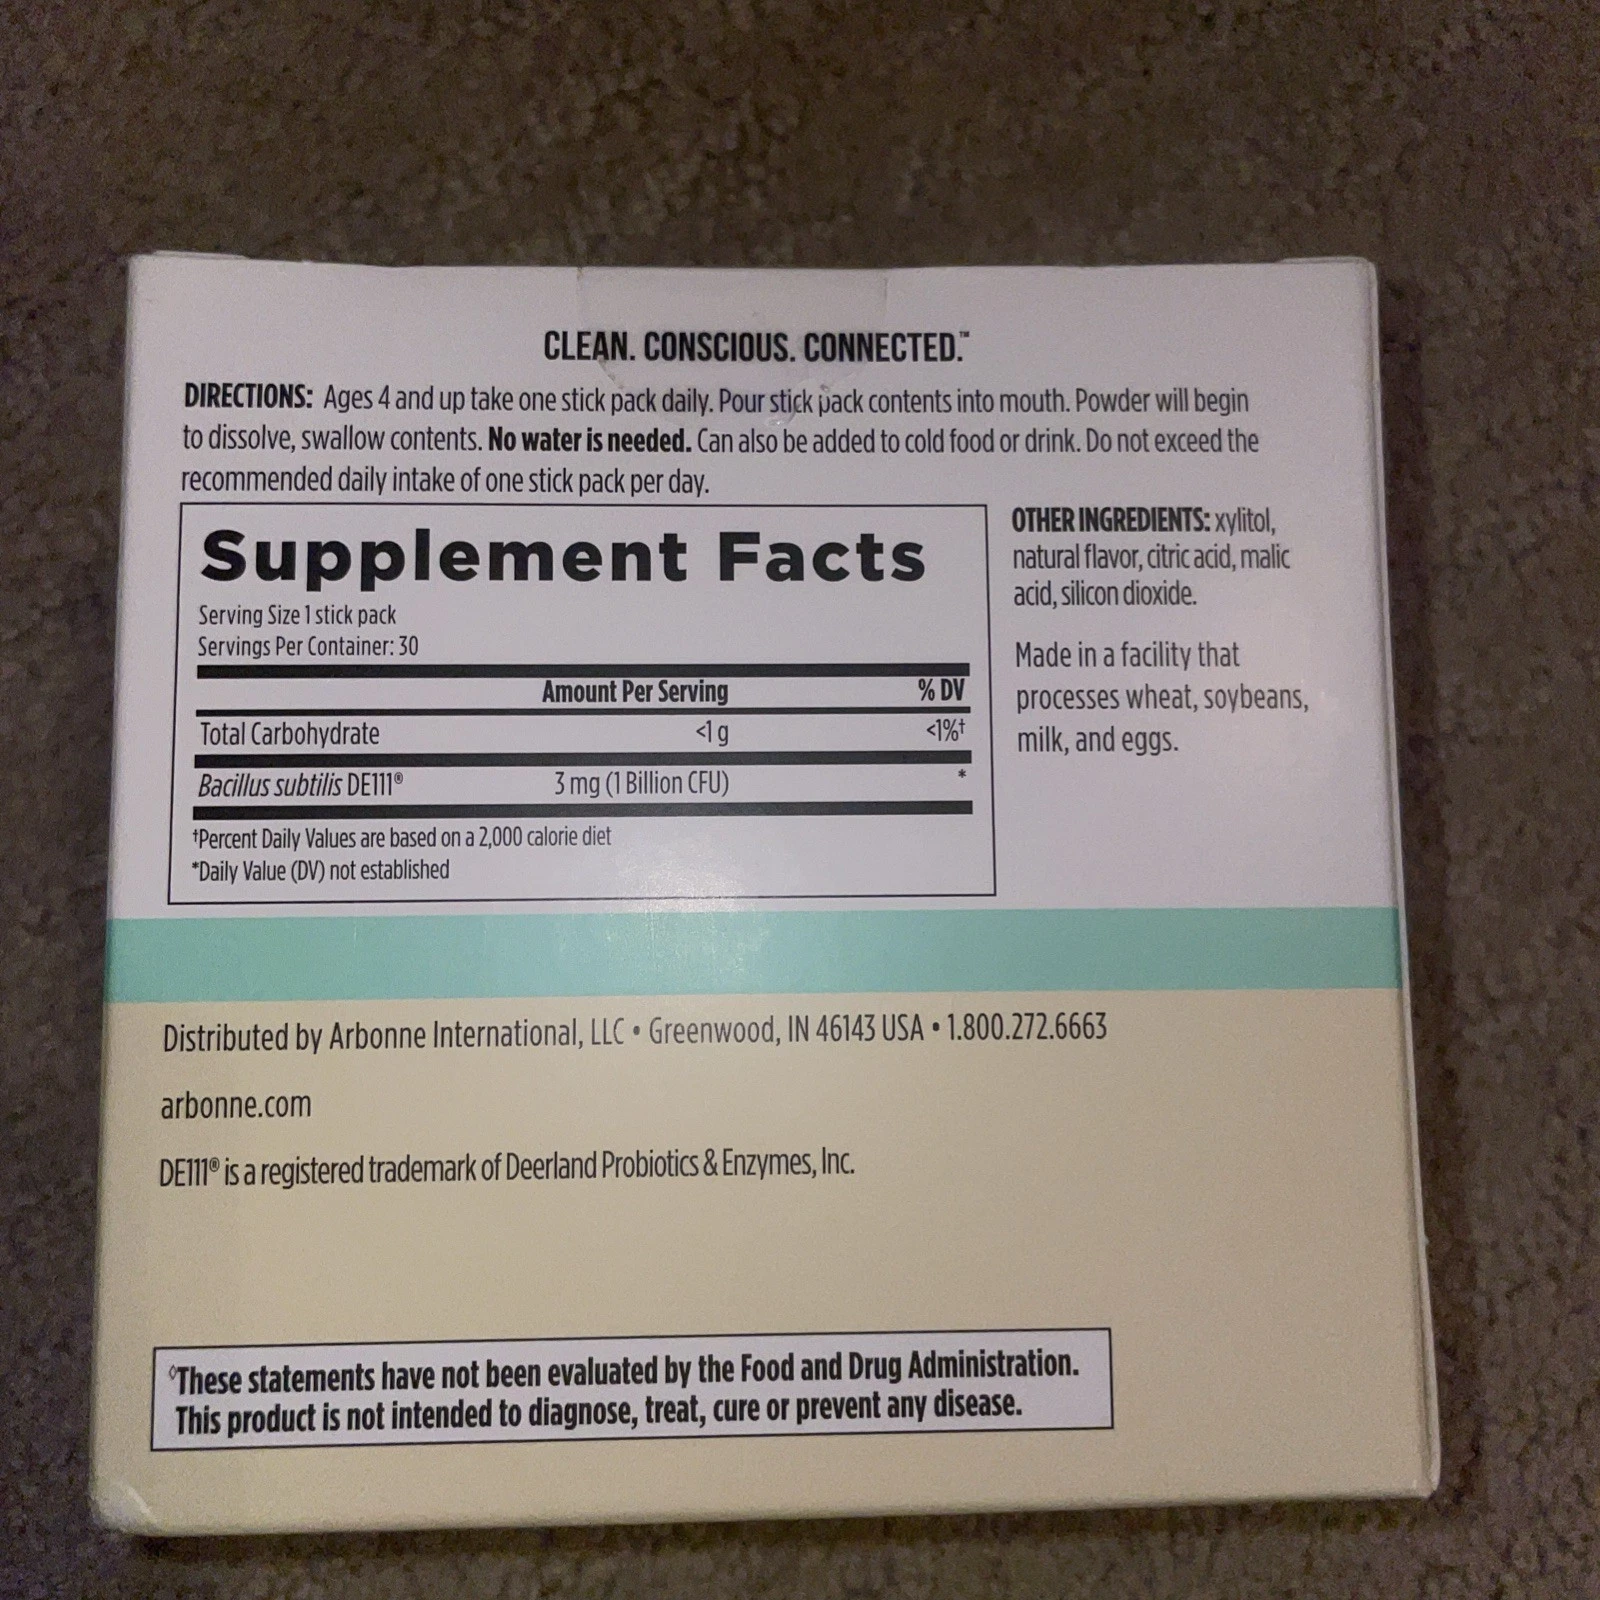 CLEAN. CONSCIOUS. CONNECTED.™
DIRECTIONS: Ages 4 and up take one stick pack daily. Pour stick pack contents into mouth. Powder will begin
to dissolve, swallow contents. No water is needed. Can also be added to cold food or drink. Do not exceed the
recommended daily intake of one stick pack per day.
Supplement Facts
Serving Size 1 stick pack
Servings Per Container: 30
Amount Per Serving % DV
Total Carbohydrate <1 g <1%†
Bacillus subtilis DE111® 3 mg (1 Billion CFU) *
†Percent Daily Values are based on a 2,000 calorie diet
*Daily Value (DV) not established
OTHER INGREDIENTS: xylitol,
natural flavor, citric acid, malic
acid, silicon dioxide.
Made in a facility that
processes wheat, soybeans,
milk, and eggs.
Distributed by Arbonne International, LLC • Greenwood, IN 46143 USA • 1.800.272.6663
arbonne.com
DE111® is a registered trademark of Deerland Probiotics & Enzymes, Inc.
◊These statements have not been evaluated by the Food and Drug Administration.
This product is not intended to diagnose, treat, cure or prevent any disease.